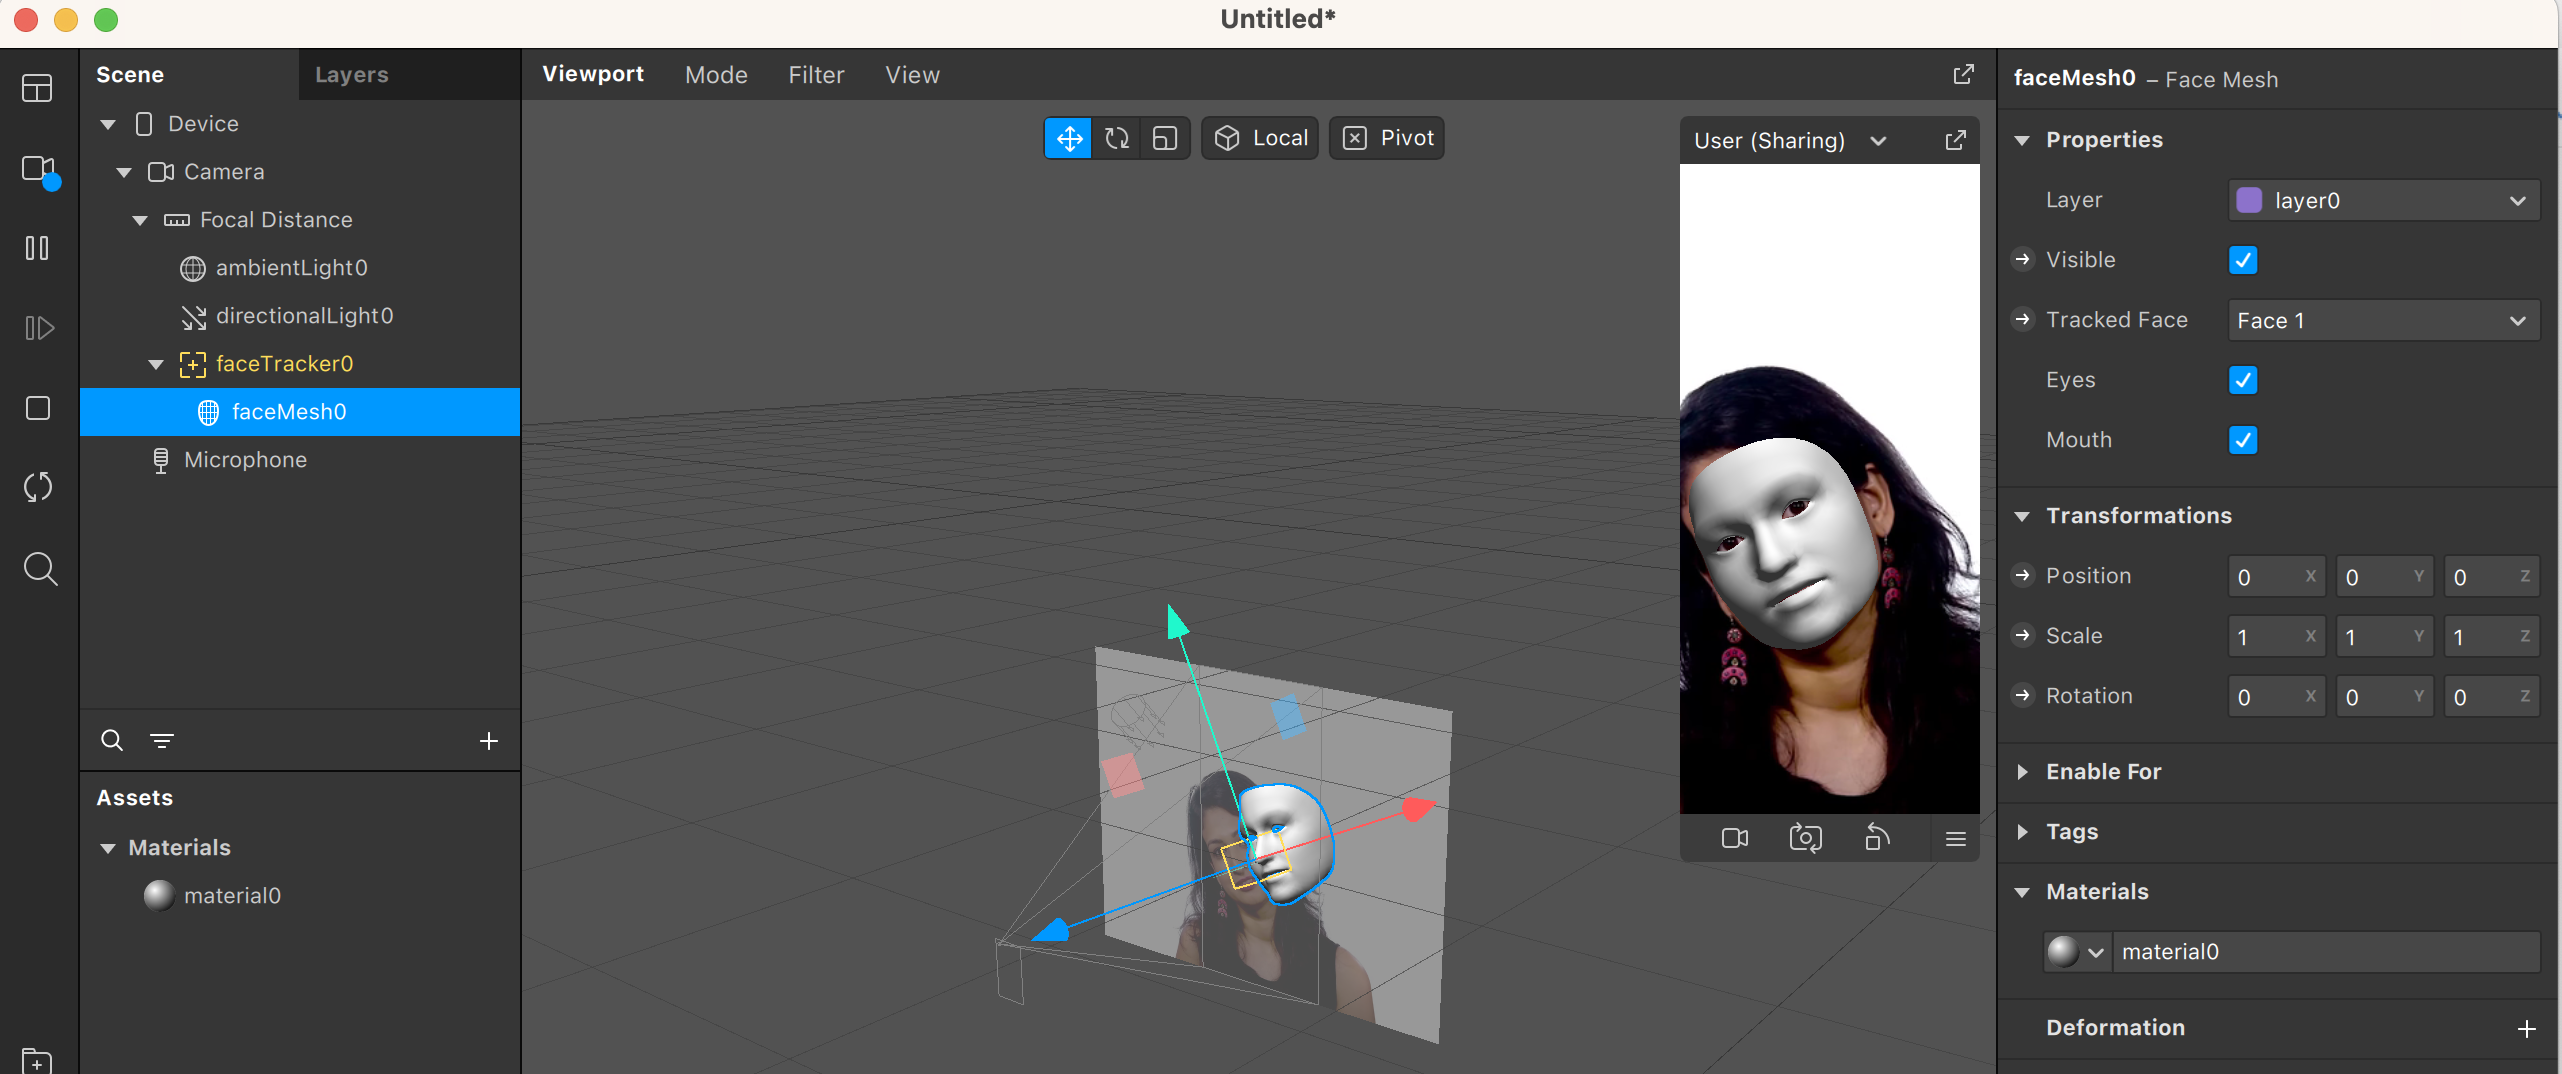 Untitled*
Scene
Layers
Device
Camera
Focal Distance
ambientLight0
directionalLight0
faceTracker0
faceMesh0
Microphone
Assets
Materials
material0
Viewport
Mode
Filter
View
Local
Pivot
User (Sharing)
faceMesh0 – Face Mesh
Properties
Layer
layer0
Visible
Tracked Face
Face 1
Eyes
Mouth
Transformations
Position
0 X 0 Y 0 Z
Scale
1 X 1 Y 1 Z
Rotation
0 X 0 Y 0 Z
Enable For
Tags
Materials
material0
Deformation